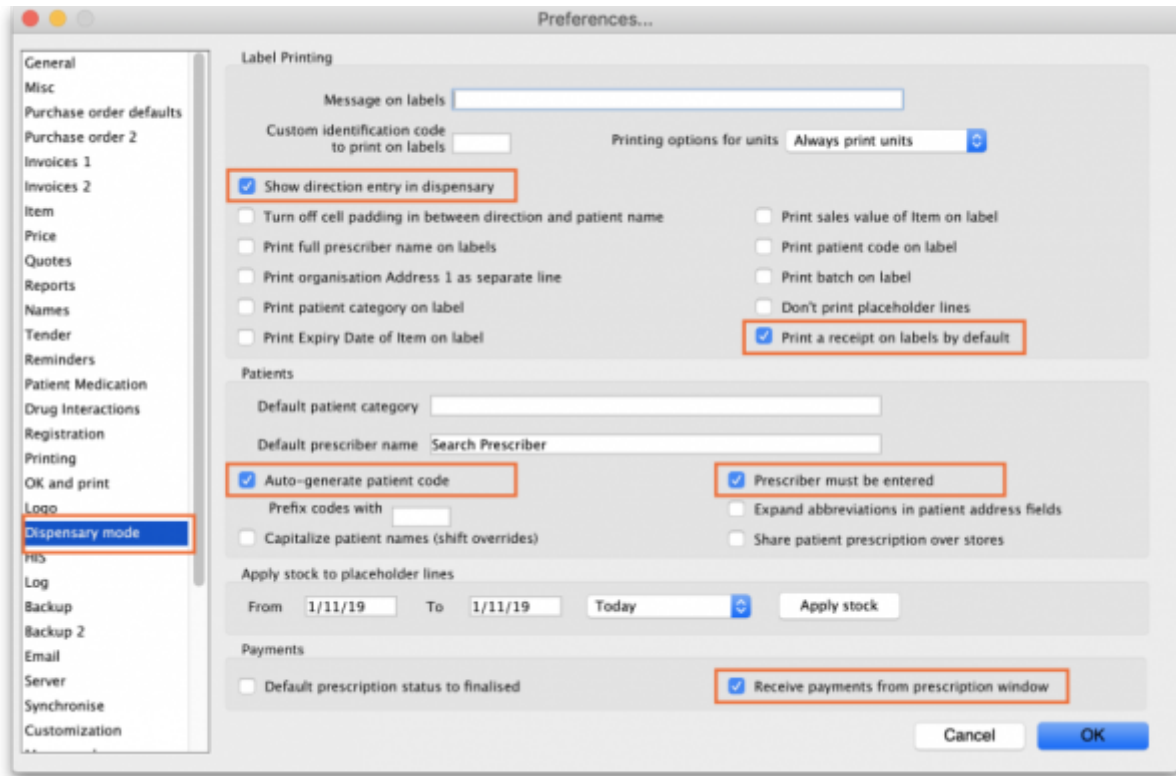 Preferences...
General
Misc
Purchase order defaults
Purchase order 2
Invoices 1
Invoices 2
Item
Price
Quotes
Reports
Names
Tender
Reminders
Patient Medication
Drug Interactions
Registration
Printing
OK and print
Logo
Dispensary mode
HIS
Log
Backup
Backup 2
Email
Server
Synchronise
Customization
Label Printing
Message on labels
Custom identification code
to print on labels
Printing options for units Always print units
Show direction entry in dispensary
Turn off cell padding in between direction and patient name
Print sales value of Item on label
Print full prescriber name on labels
Print patient code on label
Print organisation Address 1 as separate line
Print batch on label
Print patient category on label
Don't print placeholder lines
Print Expiry Date of Item on label
Print a receipt on labels by default
Patients
Default patient category
Default prescriber name Search Prescriber
Auto-generate patient code
Prescriber must be entered
Prefix codes with
Expand abbreviations in patient address fields
Capitalize patient names (shift overrides)
Share patient prescription over stores
Apply stock to placeholder lines
From 1/11/19 To 1/11/19 Today Apply stock
Payments
Default prescription status to finalised
Receive payments from prescription window
Cancel OK